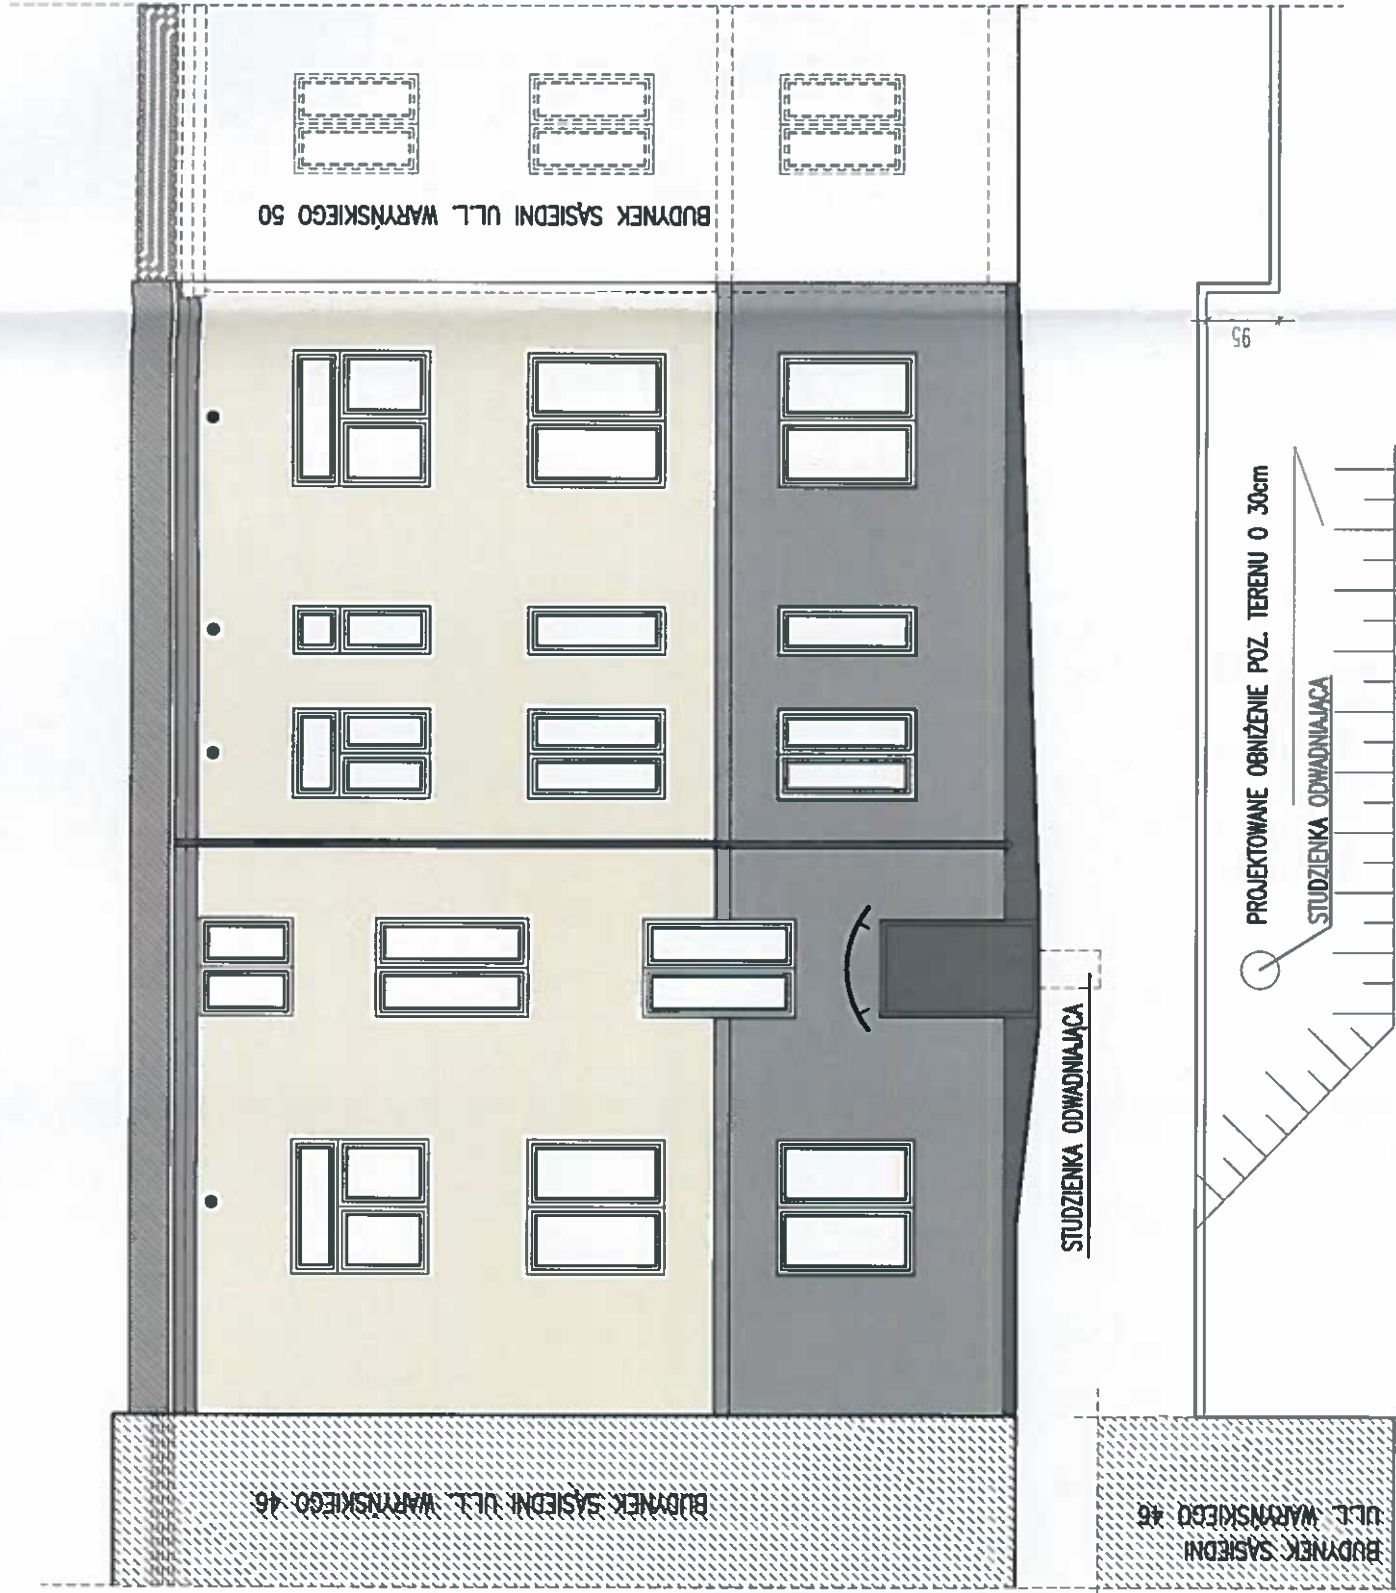 BUDYNEK SĄSIEDNI UL.L. WARYŃSKIEGO 50
95
PROJEKTOWANE OBNIŻENIE POZ. TERENU O 30cm
STUDZIENKA ODWADNIAJĄCA
STUDZIENKA ODWADNIAJĄCA
BUDYNEK SĄSIEDNI UL.L. WARYŃSKIEGO 46
BUDYNEK SĄSIEDNI
UL.L. WARYŃSKIEGO 46